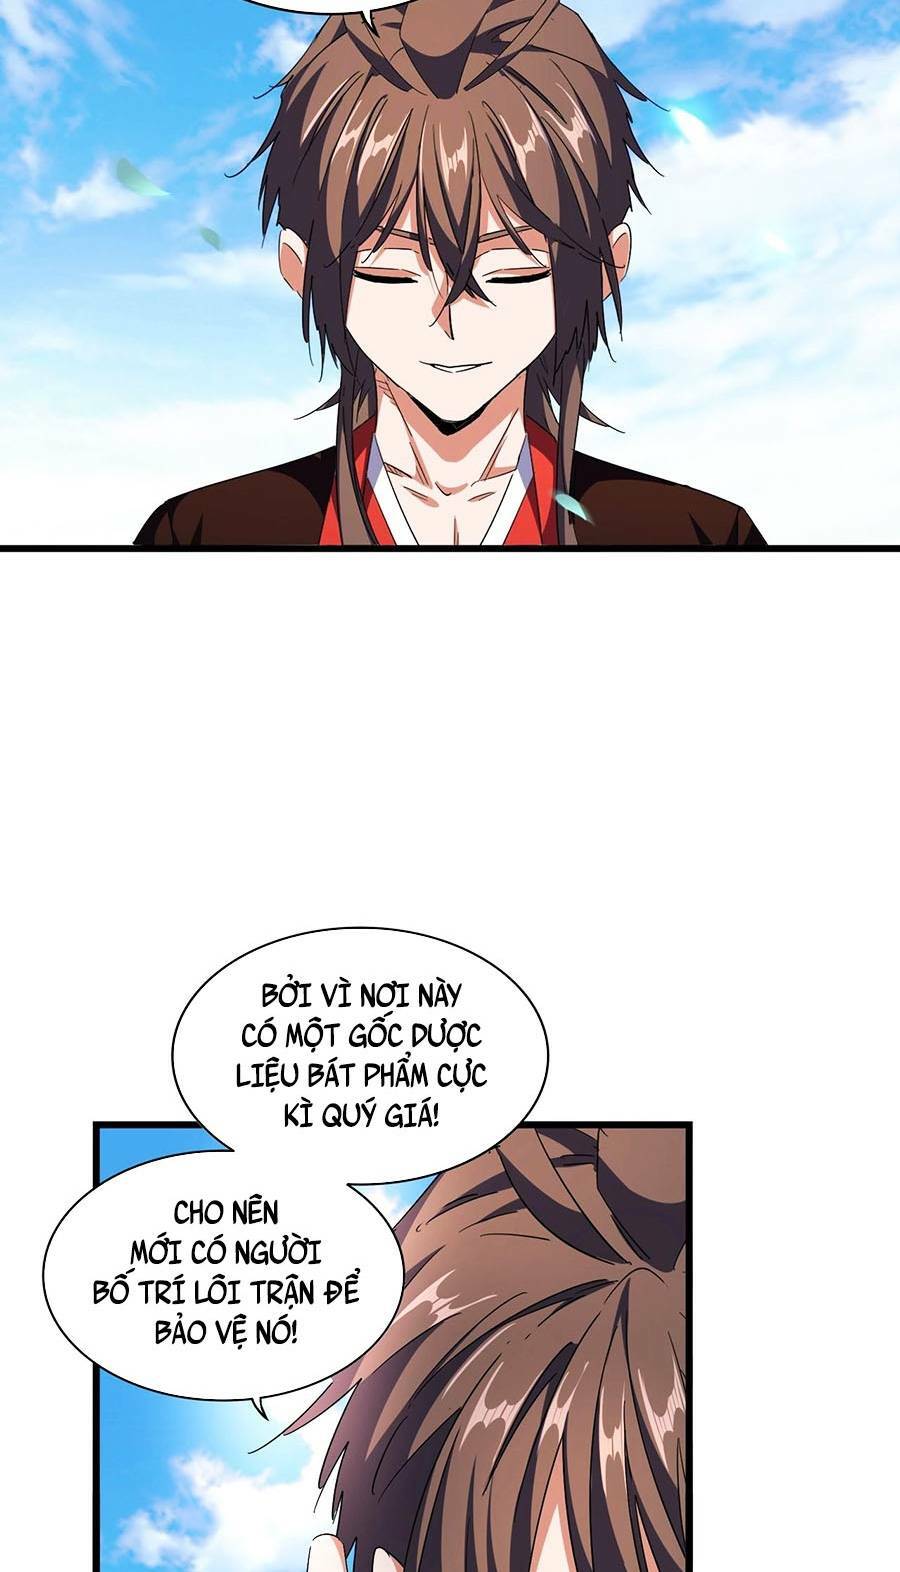 BỞI VÌ NƠI NÀY
CÓ MỘT GỐC DƯỢC
LIỆU BÁT PHẨM CỰC
KÌ QUÝ GIÁ!
CHO NÊN
MỚI CÓ NGƯỜI
BỐ TRÍ LÔI TRẬN ĐỂ
BẢO VỆ NÓ!